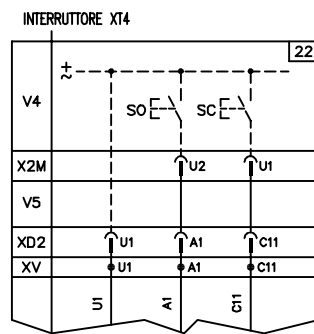 INTERRUTTORE XT4
22
V4
SO
SC
X2M U2 U1
V5
XD2 U1 A1 C11
XV U1 A1 C11
U1 A1 C11